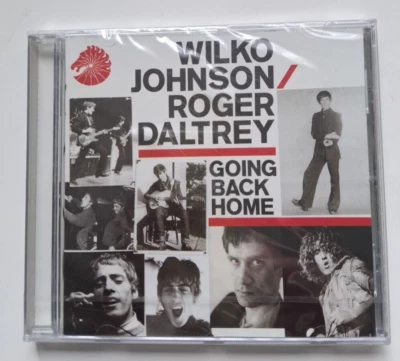 WILKO
JOHNSON/
ROGER
DALTREY
GOING
BACK
HOME